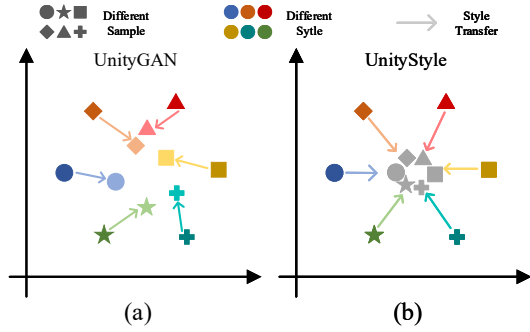 Different Sample
Different Sytle
Style Transfer
UnityGAN
UnityStyle
(a)
(b)